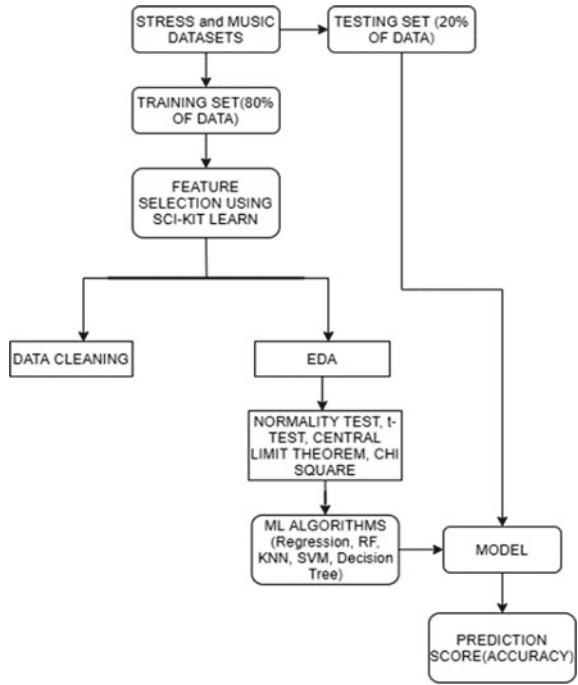 STRESS and MUSIC
DATASETS
TESTING SET (20%
OF DATA)
TRAINING SET(80%
OF DATA)
FEATURE
SELECTION USING
SCI-KIT LEARN
DATA CLEANING
EDA
NORMALITY TEST, t-
TEST, CENTRAL
LIMIT THEOREM, CHI
SQUARE
ML ALGORITHMS
(Regression, RF,
KNN, SVM, Decision
Tree)
MODEL
PREDICTION
SCORE(ACCURACY)